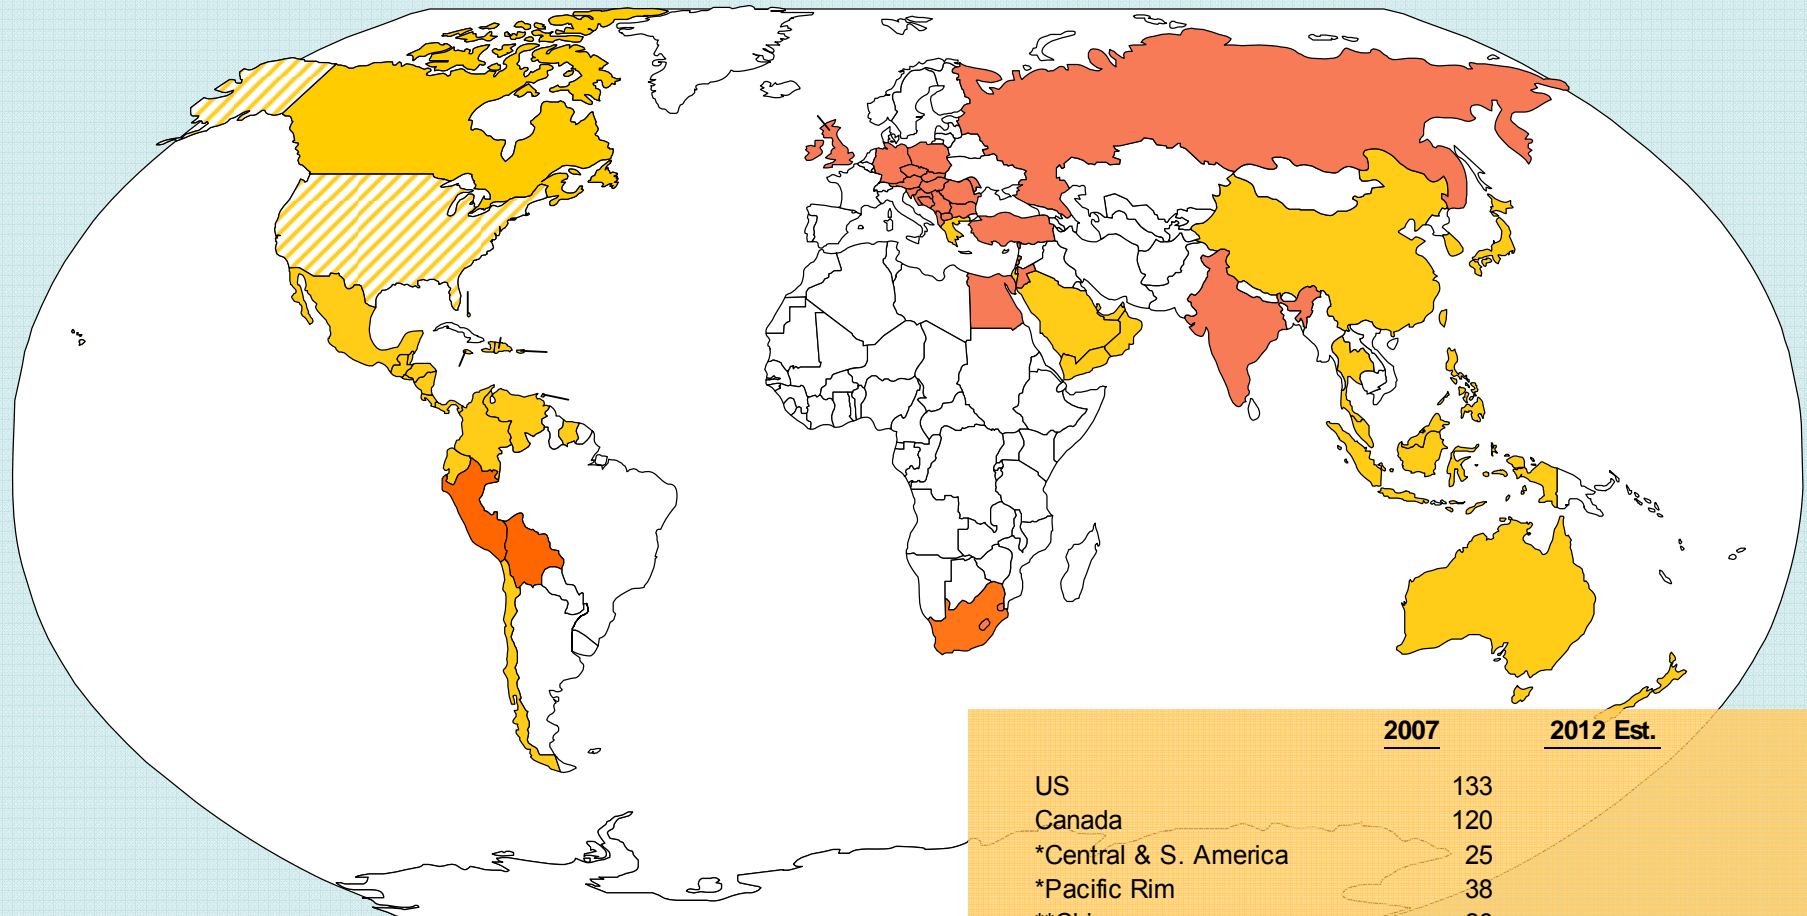 2007 2012 Est.
US 133
Canada 120
*Central & S. America 25
*Pacific Rim 38